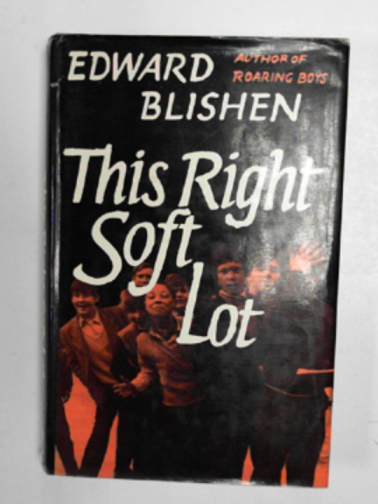 EDWARD
BLISHEN
AUTHOR OF
ROARING BOYS
This Right
Soft
Lot